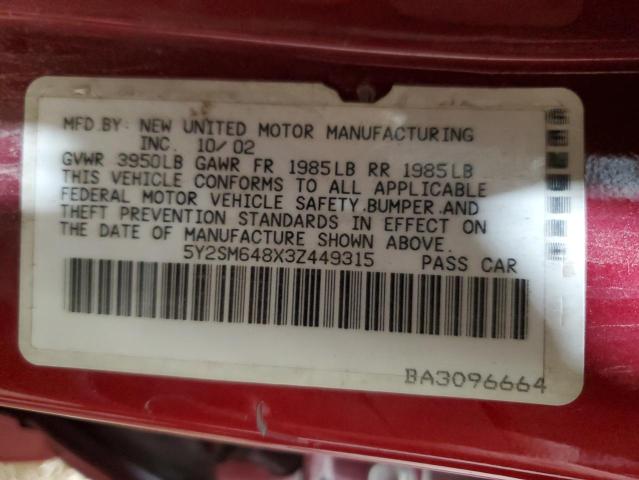 MFD.BY: NEW UNITED MOTOR MANUFACTURING
INC. 10/02
GVWR 3950LB GAWR FR 1985LB RR 1985LB
THIS VEHICLE CONFORMS TO ALL APPLICABLE
FEDERAL MOTOR VEHICLE SAFETY,BUMPER,AND
THEFT PREVENTION STANDARDS IN EFFECT ON
THE DATE OF MANUFACTURE SHOWN ABOVE.
5Y2SM648X3Z449315 PASS CAR
BA3096664